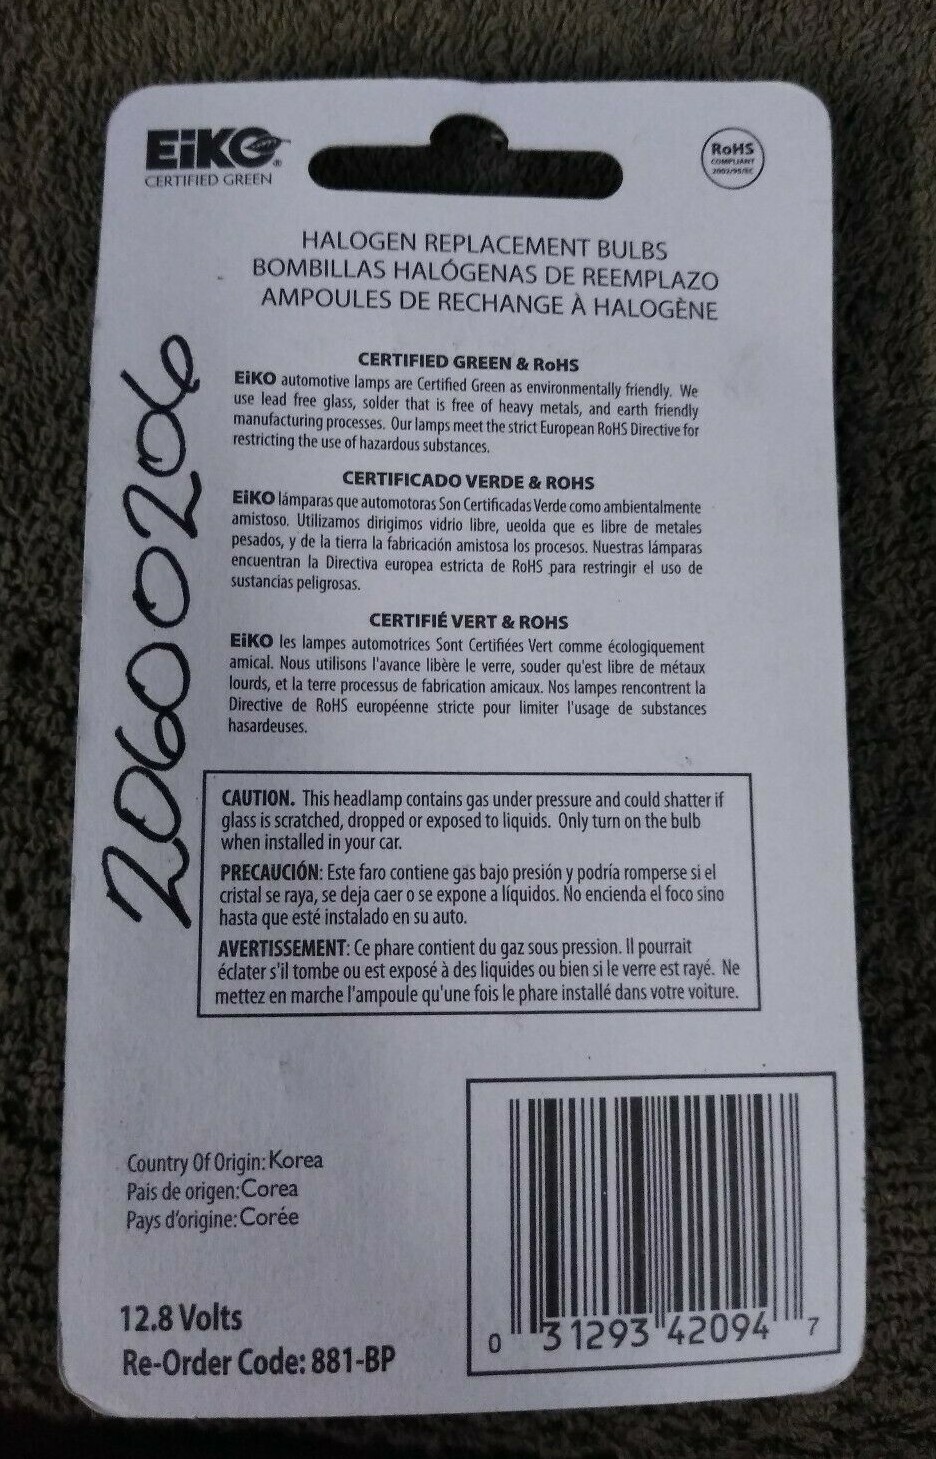 EiKO®
CERTIFIED GREEN
RoHS
COMPLIANT
2002/95/EC
HALOGEN REPLACEMENT BULBS
BOMBILLAS HALÓGENAS DE REEMPLAZO
AMPOULES DE RECHANGE À HALOGÈNE
CERTIFIED GREEN & RoHS
EiKO automotive lamps are Certified Green as environmentally friendly. We
use lead free glass, solder that is free of heavy metals, and earth friendly
manufacturing processes. Our lamps meet the strict European RoHS Directive for
restricting the use of hazardous substances.
CERTIFICADO VERDE & ROHS
EiKO lámparas que automotoras Son Certificadas Verde como ambientalmente
amistoso. Utilizamos dirigimos vidrio libre, ueolda que es libre de metales
pesados, y de la tierra la fabricación amistosa los procesos. Nuestras lámparas
encuentran la Directiva europea estricta de RoHS para restringir el uso de
sustancias peligrosas.
CERTIFIÉ VERT & ROHS
EiKO les lampes automotrices Sont Certifiées Vert comme écologiquement
amical. Nous utilisons l'avance libère le verre, souder qu'est libre de métaux
lourds, et la terre processus de fabrication amicaux. Nos lampes rencontrent la
Directive de RoHS européenne stricte pour limiter l'usage de substances
hasardeuses.
2060206
CAUTION. This headlamp contains gas under pressure and could shatter if
glass is scratched, dropped or exposed to liquids. Only turn on the bulb
when installed in your car.
PRECAUCIÓN: Este faro contiene gas bajo presión y podría romperse si el
cristal se raya, se deja caer o se expone a líquidos. No encienda el foco sino
hasta que esté instalado en su auto.
AVERTISSEMENT: Ce phare contient du gaz sous pression. Il pourrait
éclater s'il tombe ou est exposé à des liquides ou bien si le verre est rayé. Ne
mettez en marche l'ampoule qu'une fois le phare installé dans votre voiture.
Country Of Origin: Korea
Pais de origen: Corea
Pays d'origine: Corée
12.8 Volts
Re-Order Code: 881-BP
0 31293 42094 7